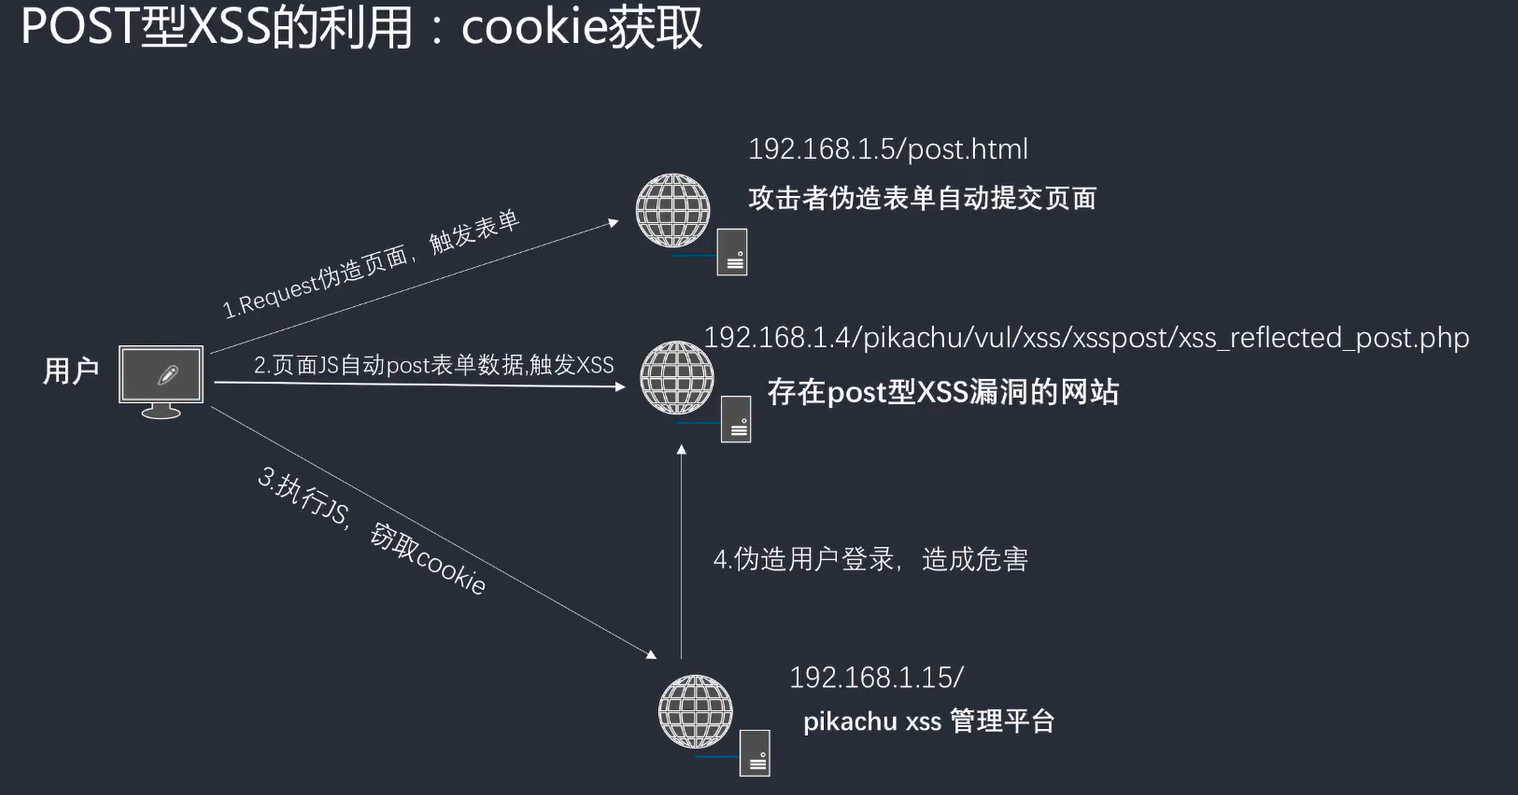 POST型XSS的利用：cookie获取
192.168.1.5/post.html
攻击者伪造表单自动提交页面
1.Request伪造页面，触发表单
192.168.1.4/pikachu/vul/xss/xsspost/xss_reflected_post.php
2.页面JS自动post表单数据,触发XSS
用户
存在post型XSS漏洞的网站
3.执行JS，窃取cookie
4.伪造用户登录，造成危害
192.168.1.15/
pikachu xss 管理平台